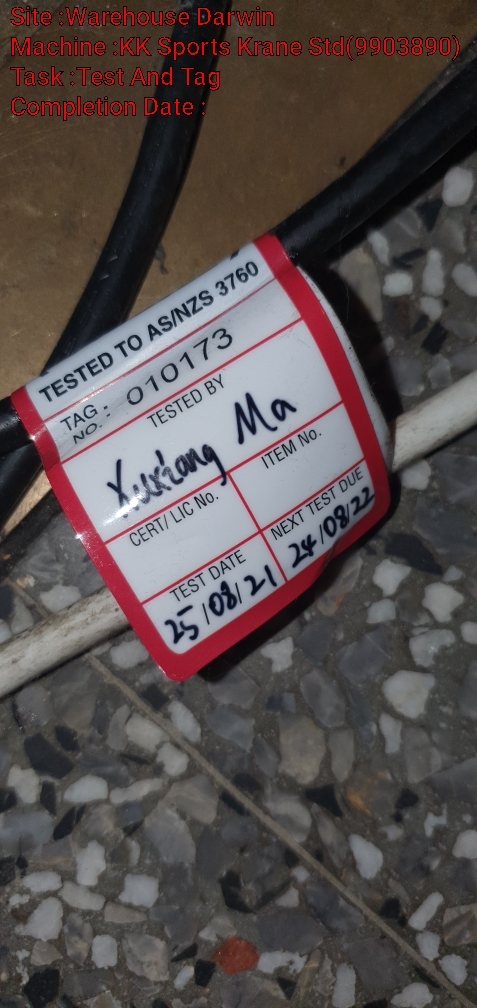 Site :Warehouse Darwin
Machine :KK Sports Krane Std(9903890)
Task :Test And Tag
Completion Date :
TESTED TO AS/NZS 3760
TAG NO.: 010173
TESTED BY
Xuxiang Ma
CERT/ LIC No.
ITEM No.
TEST DATE
25/08/21
NEXT TEST DUE
24/08/22